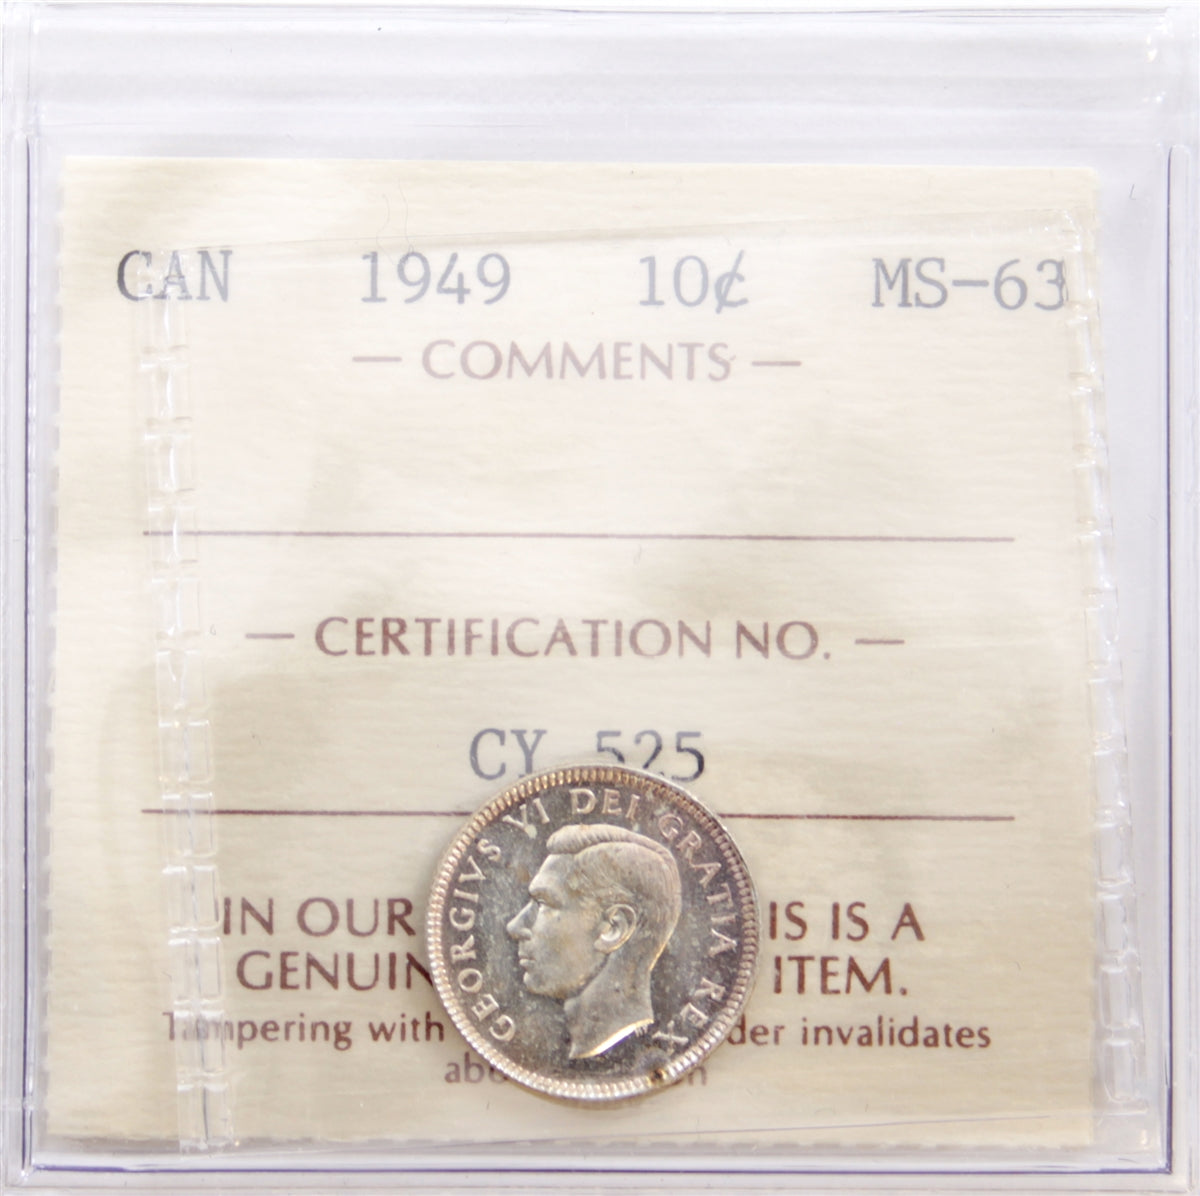 CAN 1949 10¢ MS-63
— COMMENTS —
— CERTIFICATION NO. —
CY 525
IN OUR IS IS A
GENUIN ITEM.
Tampering with der invalidates
GEORGIVS VI DEI GRATIA REX